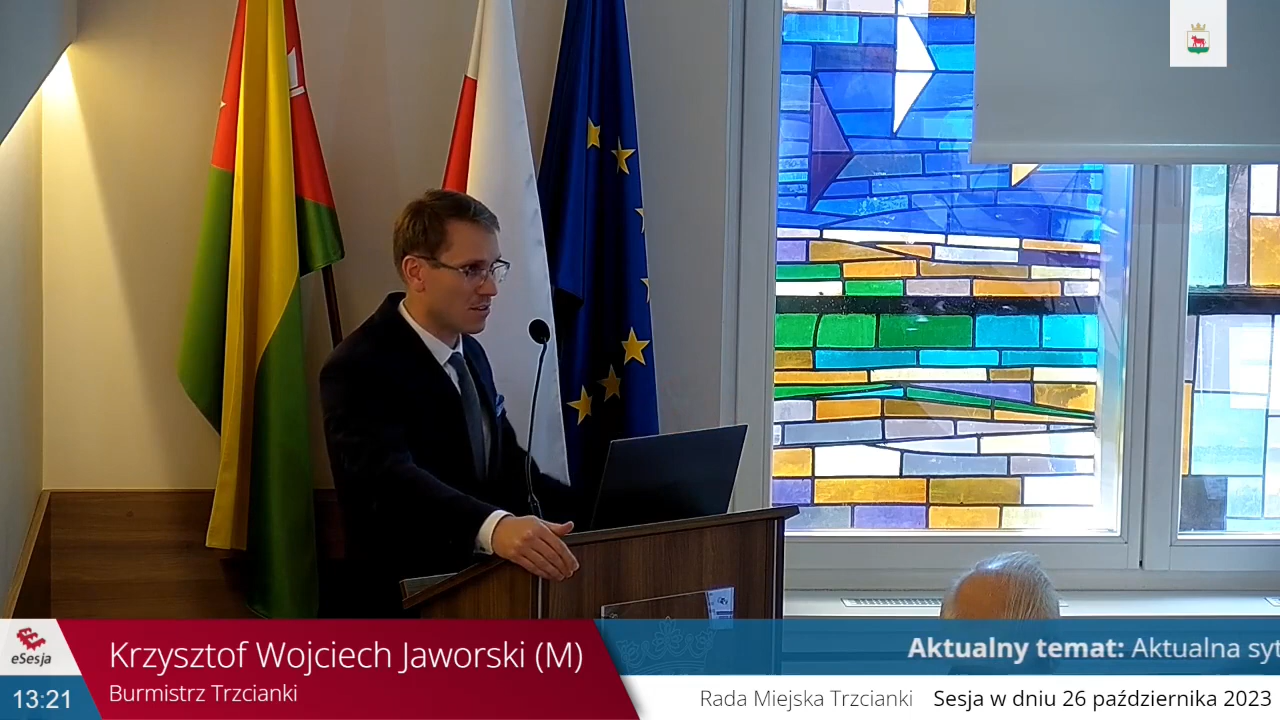 eSesja
Krzysztof Wojciech Jaworski (M)
Aktualny temat: Aktualna syt
13:21
Burmistrz Trzcianki
Rada Miejska Trzcianki
Sesja w dniu 26 października 2023